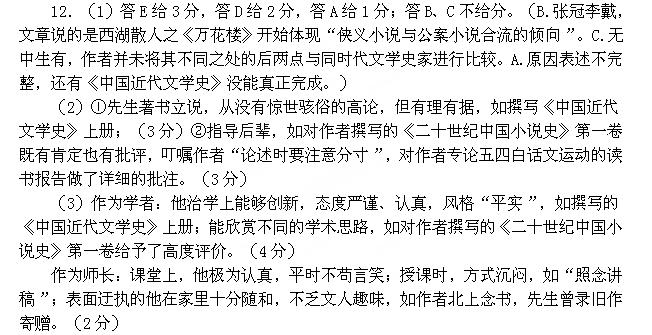 12.（1）答E给3分，答D给2分，答A给1分；答B、C不给分。（B.张冠李戴，
文章说的是西湖散人之《万花楼》开始体现“侠义小说与公案小说合流的倾向”。C.无
中生有，作者并未将其不同之处的后两点与同时代文学史家进行比较。A.原因表述不完
整，还有《中国近代文学史》没能真正完成。）
（2）①先生著书立说，从没有惊世骇俗的高论，但有理有据，如撰写《中国近代
文学史》上册；（3分）②指导后辈，如对作者撰写的《二十世纪中国小说史》第一卷
既有肯定也有批评，叮嘱作者“论述时要注意分寸”，对作者专论五四白话文运动的读
书报告做了详细的批注。（3分）
（3）作为学者：他治学上能够创新，态度严谨、认真，风格“平实”，如撰写的
《中国近代文学史》上册；能欣赏不同的学术思路，如对作者撰写的《二十世纪中国小
说史》第一卷给予了高度评价。（4分）
作为师长：课堂上，他极为认真，平时不苟言笑；授课时，方式沉闷，如“照念讲
稿”；表面迂执的他在家里十分随和，不乏文人趣味，如作者北上念书，先生曾录旧作
寄赠。（2分）